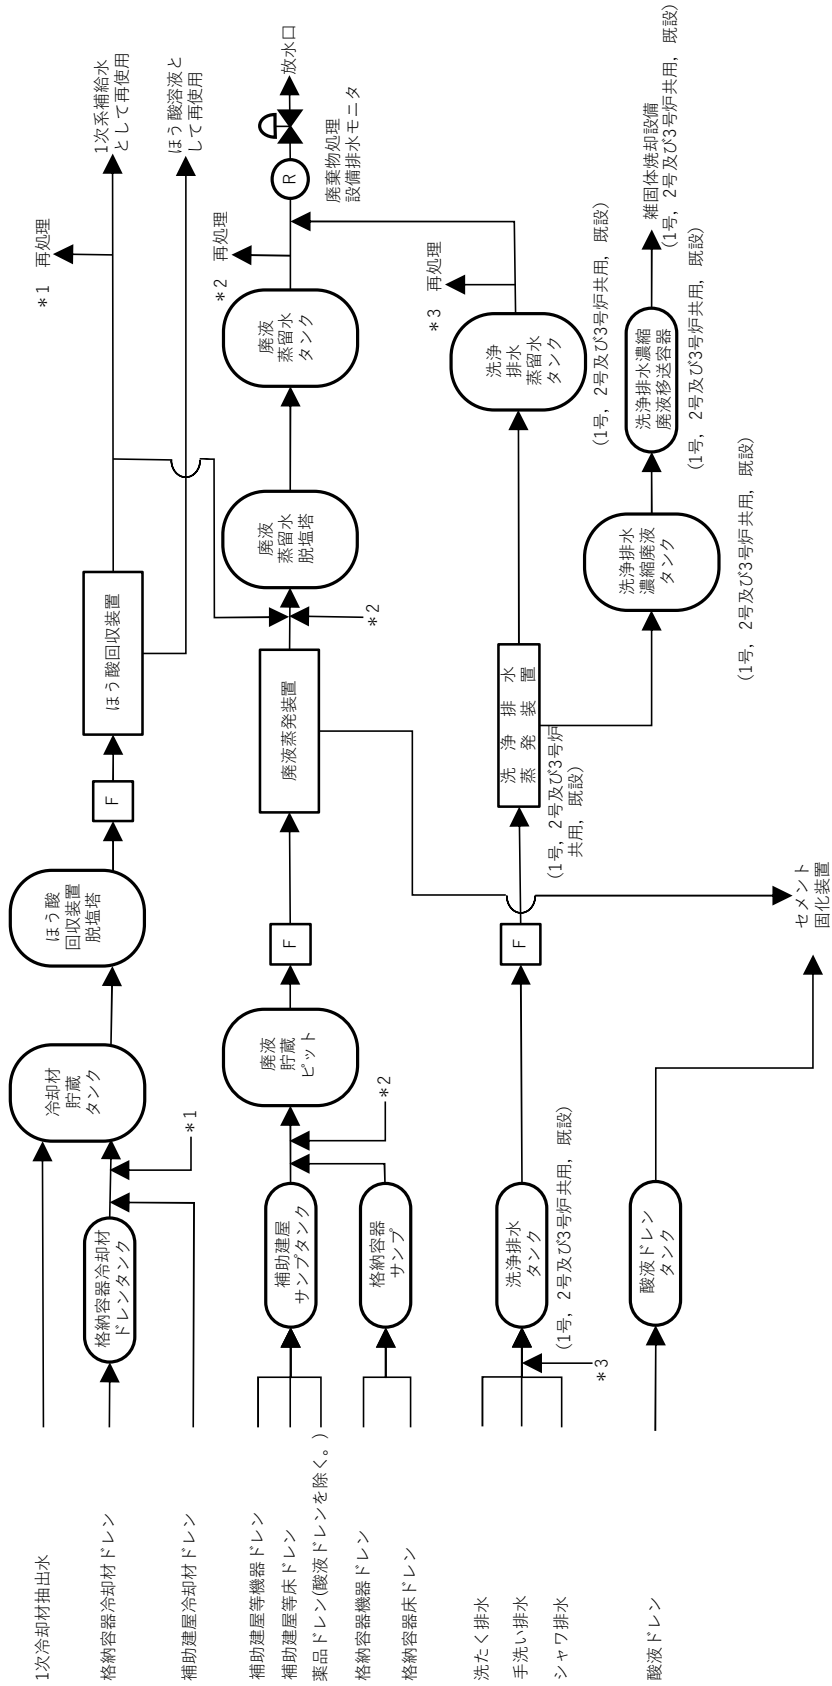 1次冷却材抽出水
格納容器冷却材ドレン
補助建屋冷却材ドレン
格納容器冷却材
ドレンタンク
*1
冷却材
貯蔵
タンク
ほう酸
回収装置
脱塩塔
F
ほう酸回収装置
*1 再処理
1次系補給水
として再使用
ほう酸溶液と
して再使用
補助建屋等機器ドレン
補助建屋等床ドレン
薬品ドレン(酸液ドレンを除く。)
格納容器機器ドレン
格納容器床ドレン
補助建屋
サンプタンク
格納容器
サンプ
*2
廃液
貯蔵
ピット
F
廃液蒸発装置
*2
廃液
蒸留水
脱塩塔
廃液
蒸留水
タンク
*2
再処理
R
廃棄物処理
設備排水モニタ
放水口
洗たく排水
手洗い排水
シャワ排水
*3
洗浄排水
タンク
(1号, 2号及び3号炉共用, 既設)
F
洗浄排水
蒸発装置
(1号, 2号及び3号炉
共用, 既設)
洗浄
排水
蒸留水
タンク
(1号, 2号及び3号炉共用, 既設)
*3 再処理
洗浄排水
濃縮廃液
タンク
(1号, 2号及び3号炉共用, 既設)
洗浄排水濃縮
廃液移送容器
(1号, 2号及び3号炉共用, 既設)
雑固体焼却設備
(1号, 2号及び3号炉共用, 既設)
酸液ドレン
酸液ドレン
タンク
セメント
固化装置